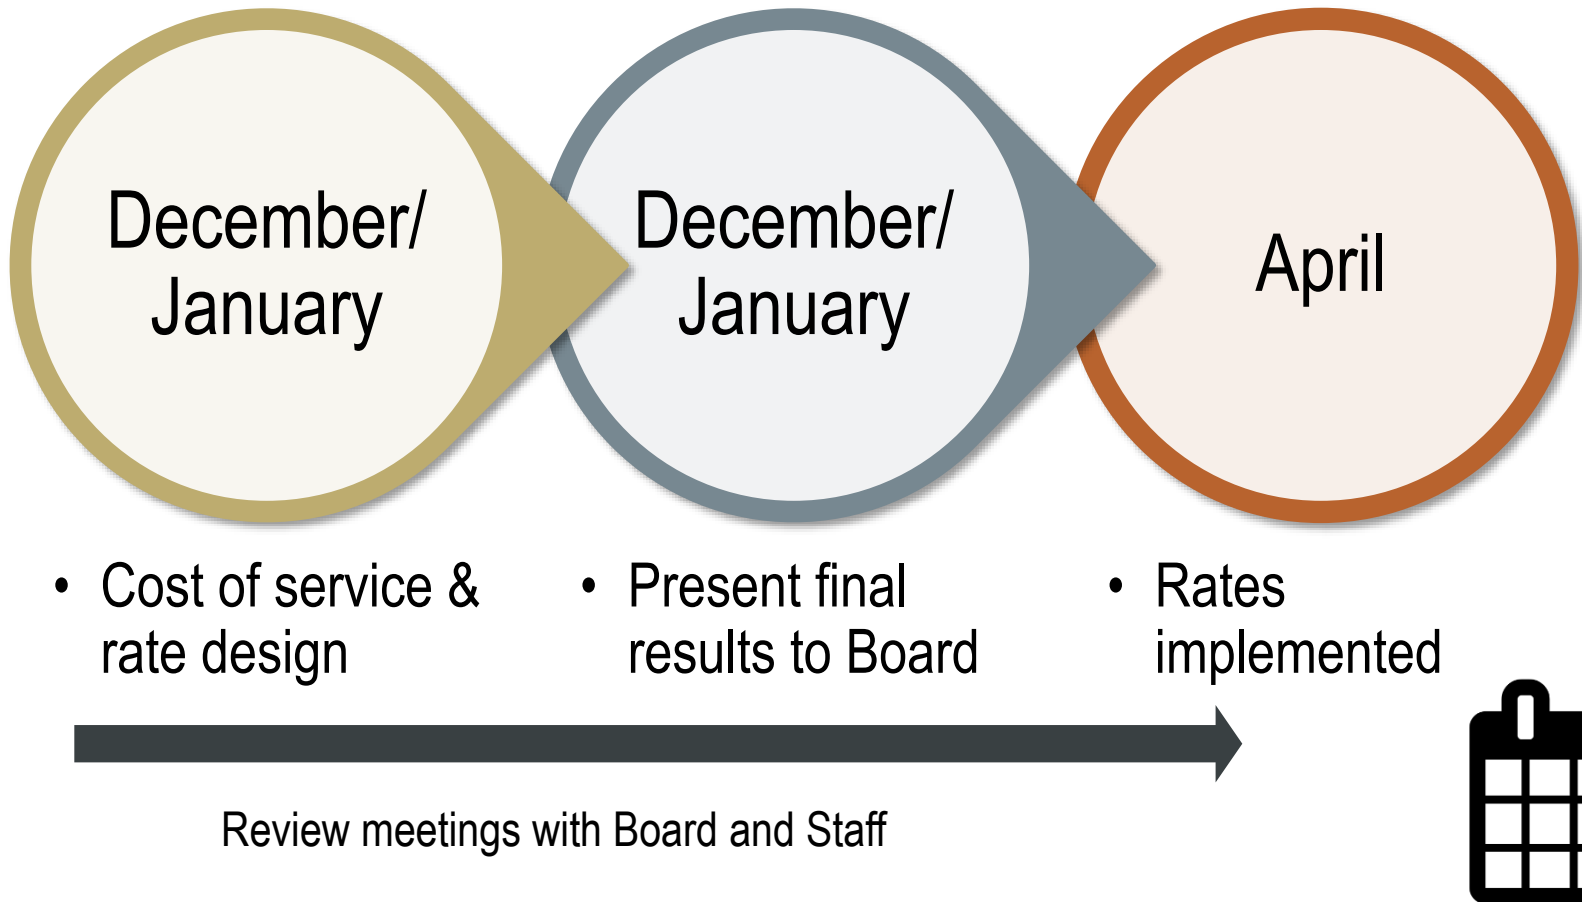 December/
January
December/
January
April
• Cost of service &
rate design
• Present final
results to Board
• Rates
implemented
Review meetings with Board and Staff